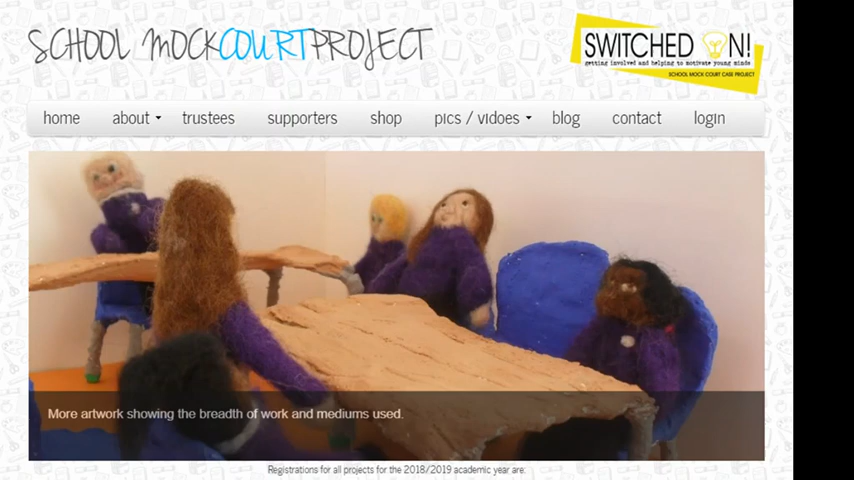 SCHOOL MOCKCOURTPROJECT
SWITCHED ON!
getting involved and helping to motivate young minds
SCHOOL MOCK COURT CASE PROJECT
home about trustees supporters shop pics / vidoes blog contact login
More artwork showing the breadth of work and mediums used.
Registrations for all projects for the 2018/2019 academic year are: